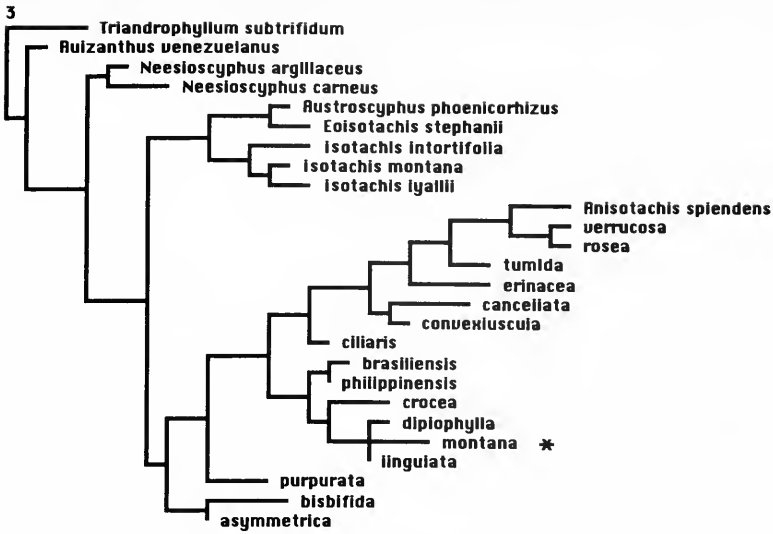 3
Triandrophyllum subtrifidum
Ruizanthus venezuelanus
Neesioscyphus argillaceus
Neesioscyphus carneus
Austroscyphus phoenicorhizus
Eoisotachis stephanii
isotachis intortifolia
isotachis montana
isotachis lyallii
Anisotachis splendens
verrucosa
rosea
tumida
erinacea
cancellata
convexiuscula
ciliaris
brasiliensis
philippinensis
crocea
diplophylla
montana *
lingulata
purpurata
bisbifida
asymmetrica